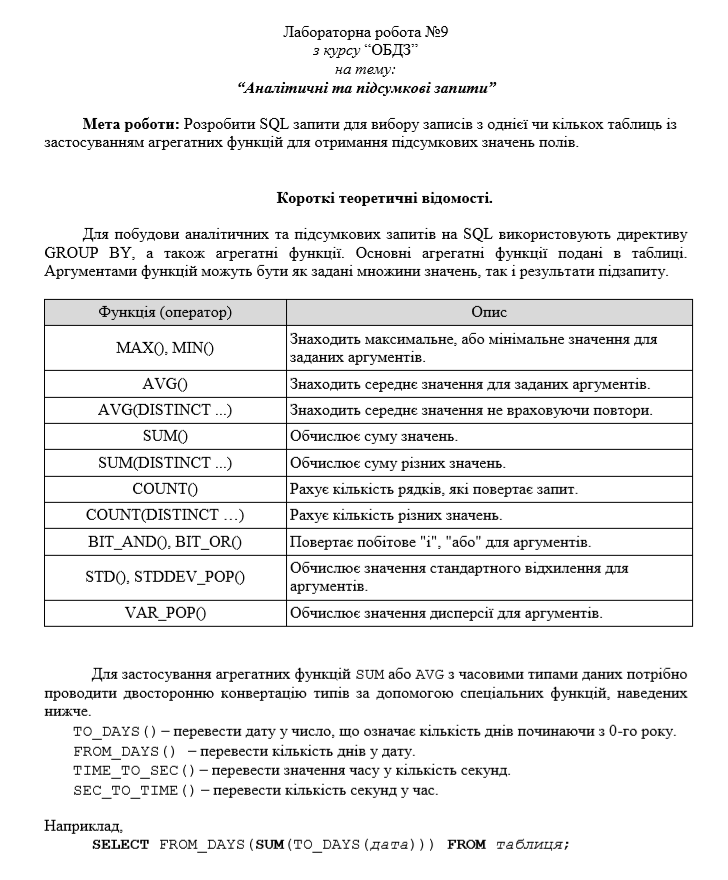 Лабораторна робота №9
з курсу “ОБДЗ”
на тему:
“Аналітичні та підсумкові запити”
Мета роботи: Розробити SQL запити для вибору записів з однієї чи кількох таблиць із
застосуванням агрегатних функцій для отримання підсумкових значень полів.
Короткі теоретичні відомості.
Для побудови аналітичних та підсумкових запитів на SQL використовують директиву
GROUP BY, а також агрегатні функції. Основні агрегатні функції подані в таблиці.
Аргументами функцій можуть бути як задані множини значень, так і результати підзапиту.
Функція (оператор) Опис
MAX(), MIN() Знаходить максимальне, або мінімальне значення для
заданих аргументів.
AVG() Знаходить середнє значення для заданих аргументів.
AVG(DISTINCT ...) Знаходить середнє значення не враховуючи повтори.
SUM() Обчислює суму значень.
SUM(DISTINCT ...) Обчислює суму різних значень.
COUNT() Рахує кількість рядків, які повертає запит.
COUNT(DISTINCT …) Рахує кількість різних значень.
BIT_AND(), BIT_OR() Повертає побітове "і", "або" для аргументів.
STD(), STDDEV_POP() Обчислює значення стандартного відхилення для
аргументів.
VAR_POP() Обчислює значення дисперсії для аргументів.
Для застосування агрегатних функцій SUM або AVG з часовими типами даних потрібно
проводити двосторонню конвертацію типів за допомогою спеціальних функцій, наведених
нижче.
TO_DAYS() – перевести дату у число, що означає кількість днів починаючи з 0-го року.
FROM_DAYS() – перевести кількість днів у дату.
TIME_TO_SEC() – перевести значення часу у кількість секунд.
SEC_TO_TIME() – перевести кількість секунд у час.
Наприклад,
SELECT FROM_DAYS(SUM(TO_DAYS(дата))) FROM таблиця;